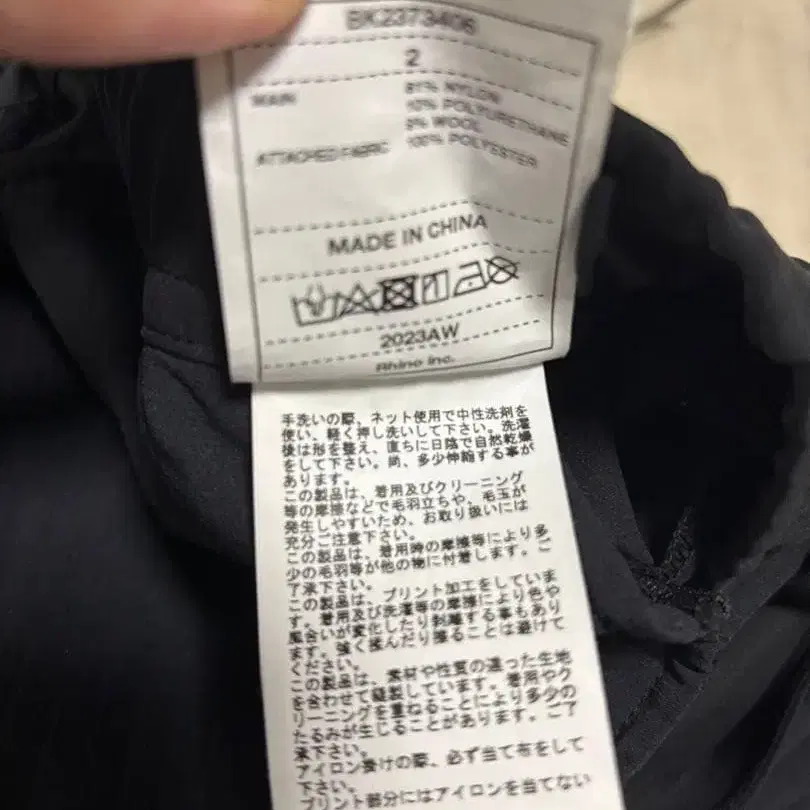 BK2373406
2
MAIN 81% NYLON
10% POLYURETHANE
9% WOOL
ATTACHED FABRIC 100% POLYESTER
MADE IN CHINA
2023AW
Rhino inc.
手洗いの際、ネット使用で中性洗剤を
使い、軽く押し洗いして下さい。洗濯
後は形を整え、直ちに日陰で自然乾燥
をして下さい。尚、多少伸縮する事が
あります。
この製品は、着用及びクリーニング
等の摩擦などで毛羽立ちや、毛玉が
発生しやすいため、お取り扱いには
充分ご注意下さい。
この製品は、着用時の摩擦等により多
少の毛羽等が他の物に付着します。ご
了承下さい。
この製品は、プリント加工をしていま
す。着用及び洗濯等の摩擦により色や
風合いが変化したり剥離する事もあり
ます。強く揉んだり擦ることは避けて
ください。
この製品は、素材や性質の違った生地
を合わせて縫製しています。着用やク
リーニングを重ねることにより多少の
たるみが生じることがあります。ご了
承下さい。
アイロン掛けの際、必ず当て布をして
下さい。
プリント部分にはアイロンを当てない